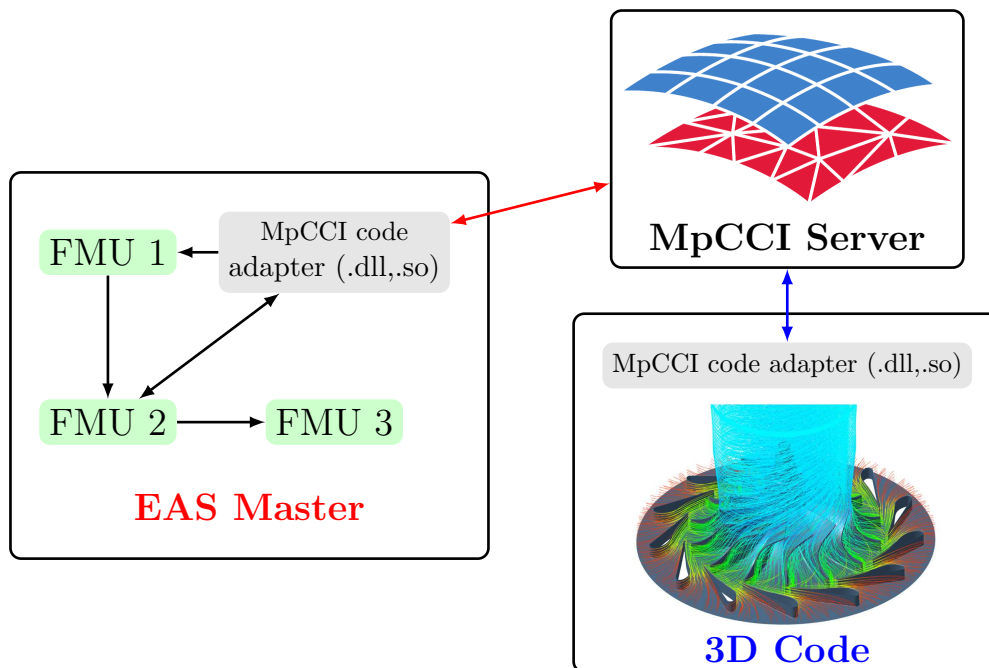 MpCCI Server
FMU 1
MpCCI code
adapter (.dll,.so)
FMU 2
FMU 3
EAS Master
MpCCI code adapter (.dll,.so)
3D Code